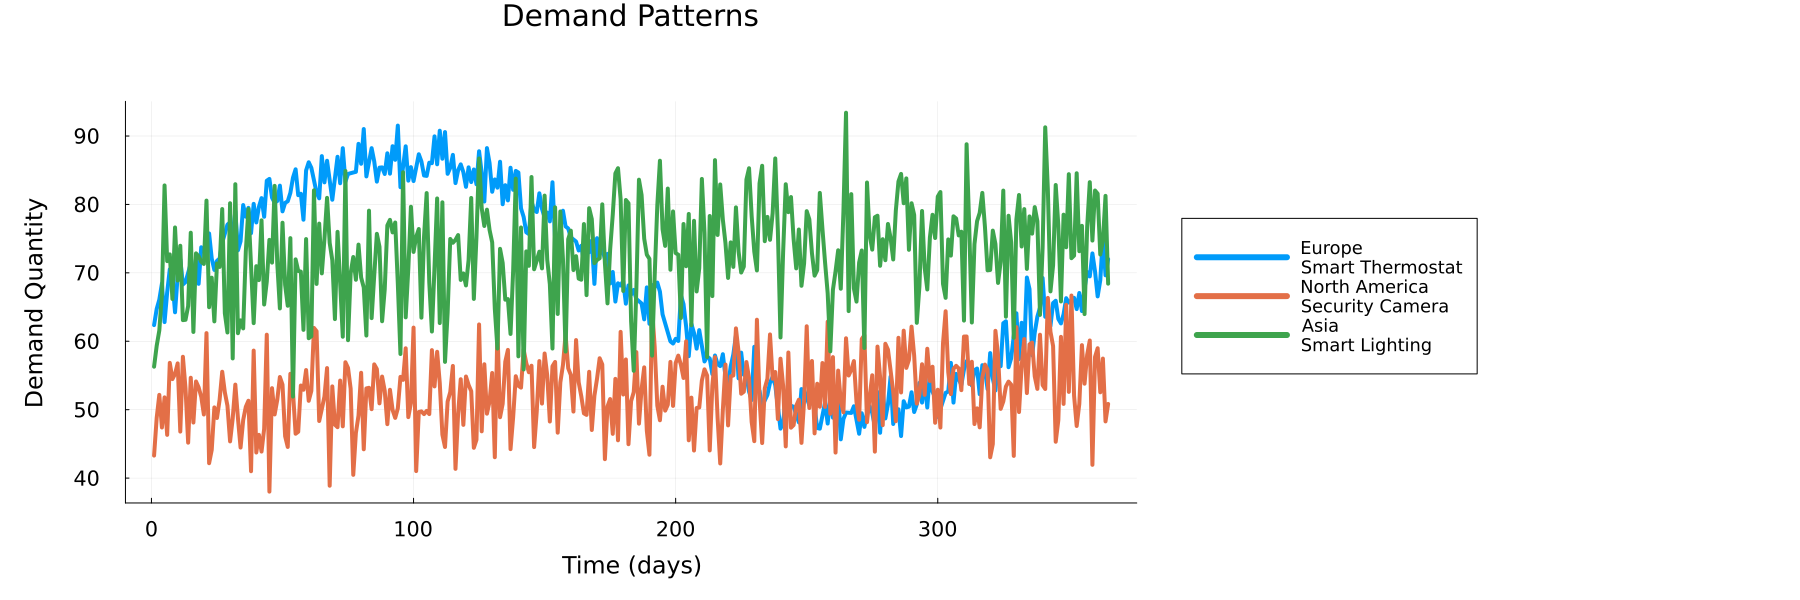 Demand Patterns
Demand Quantity
90
80
70
60
50
40
0
100
200
300
Time (days)
Europe
Smart Thermostat
North America
Security Camera
Asia
Smart Lighting